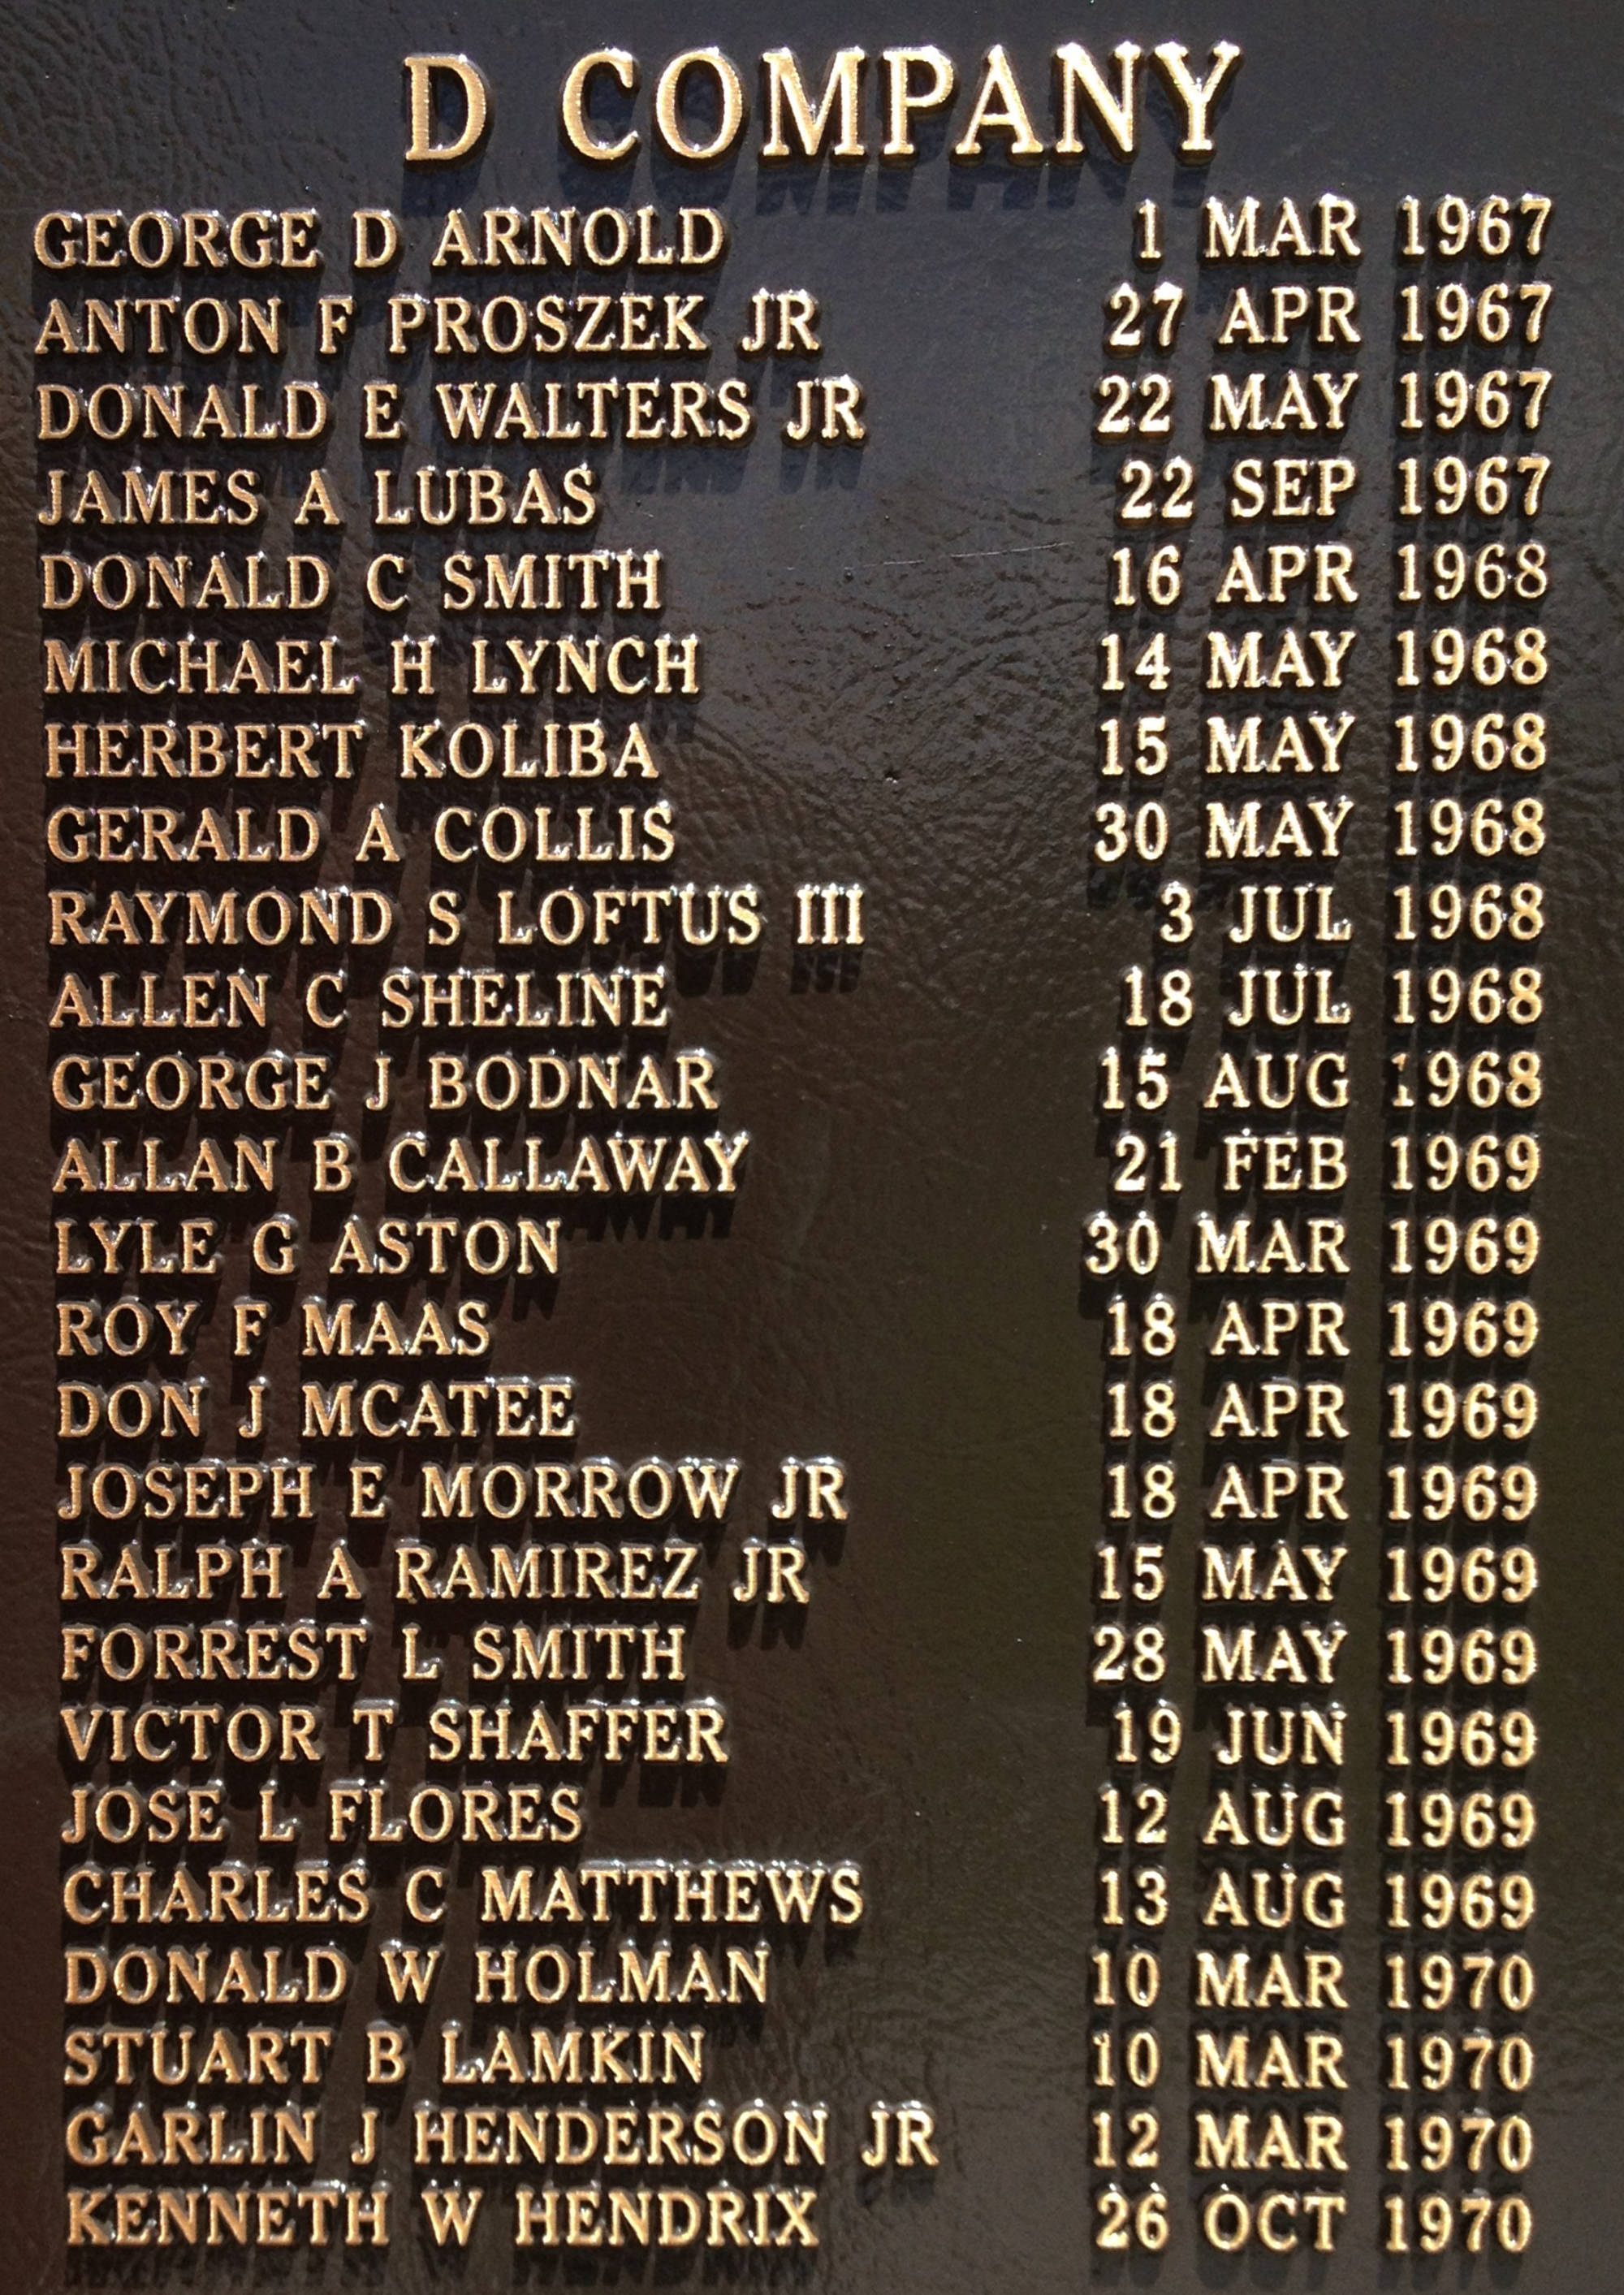 D COMPANY
GEORGE D ARNOLD 1 MAR 1967
ANTON F PROSZEK JR 27 APR 1967
DONALD E WALTERS JR 22 MAY 1967
JAMES A LUBAS 22 SEP 1967
DONALD C SMITH 16 APR 1968
MICHAEL H LYNCH 14 MAY 1968
HERBERT KOLIBA 15 MAY 1968
GERALD A COLLIS 30 MAY 1968
RAYMOND S LOFTUS III 3 JUL 1968
ALLEN C SHELINE 18 JUL 1968
GEORGE J BODNAR 15 AUG 1968
ALLAN B CALLAWAY 21 FEB 1969
LYLE G ASTON 30 MAR 1969
ROY F MAAS 18 APR 1969
DON J MCATEE 18 APR 1969
JOSEPH E MORROW JR 18 APR 1969
RALPH A RAMIREZ JR 15 MAY 1969
FORREST L SMITH 28 MAY 1969
VICTOR T SHAFFER 19 JUN 1969
JOSE L FLORES 12 AUG 1969
CHARLES C MATTHEWS 13 AUG 1969
DONALD W HOLMAN 10 MAR 1970
STUART B LAMKIN 10 MAR 1970
GARLIN J HENDERSON JR 12 MAR 1970
KENNETH W HENDRIX 26 OCT 1970